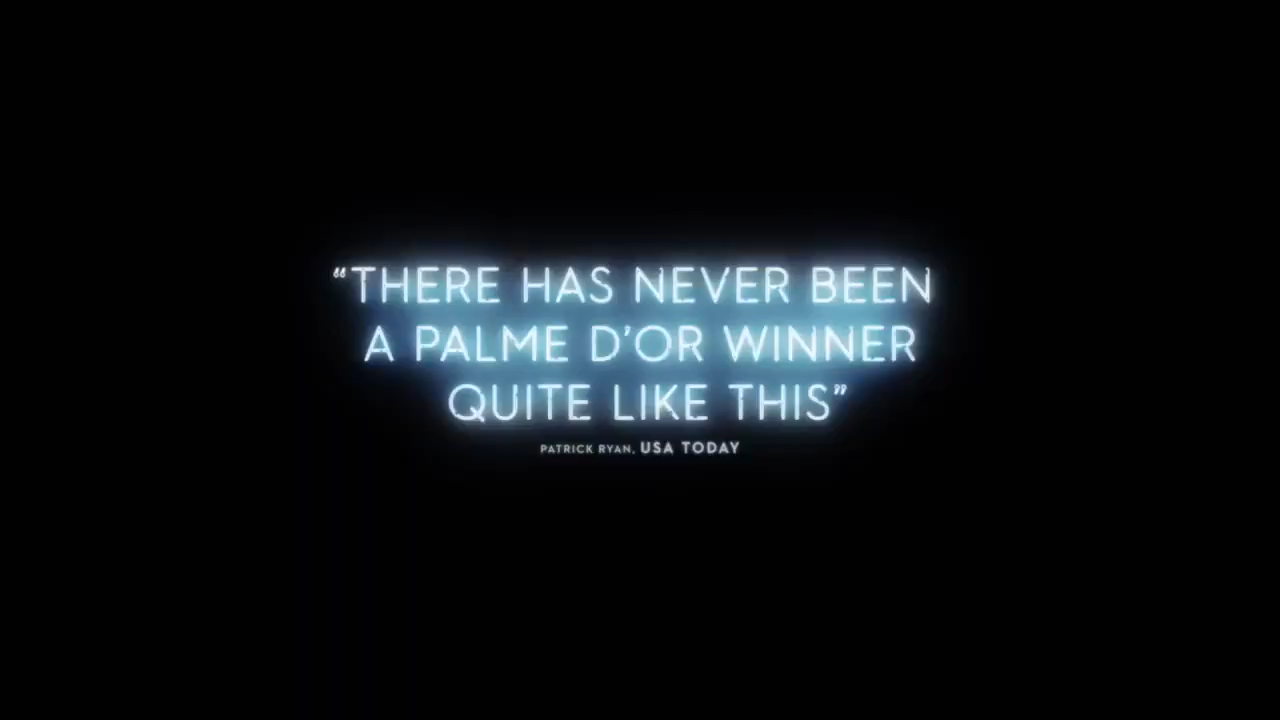 “THERE HAS NEVER BEEN
A PALME D’OR WINNER
QUITE LIKE THIS”
PATRICK RYAN, USA TODAY